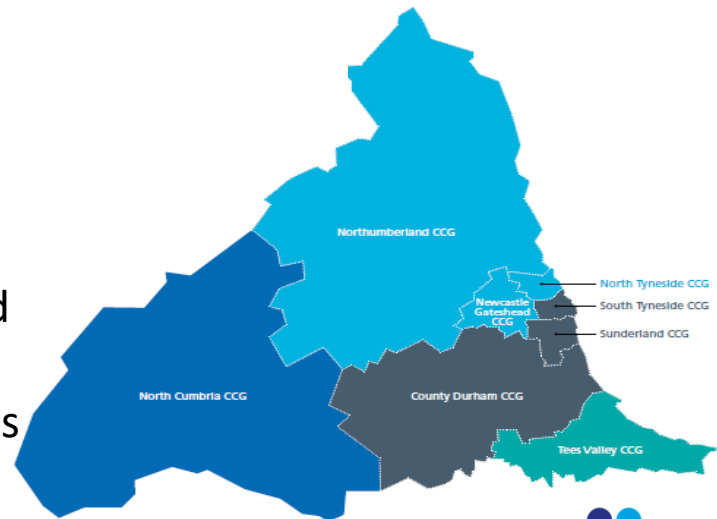 Northumberland CCG
North Tyneside CCG
Newcastle
Gateshead
CCG
South Tyneside CCG
d
Sunderland CCG
North Cumbria CCG
County Durham CCG
s
Tees Valley CCG